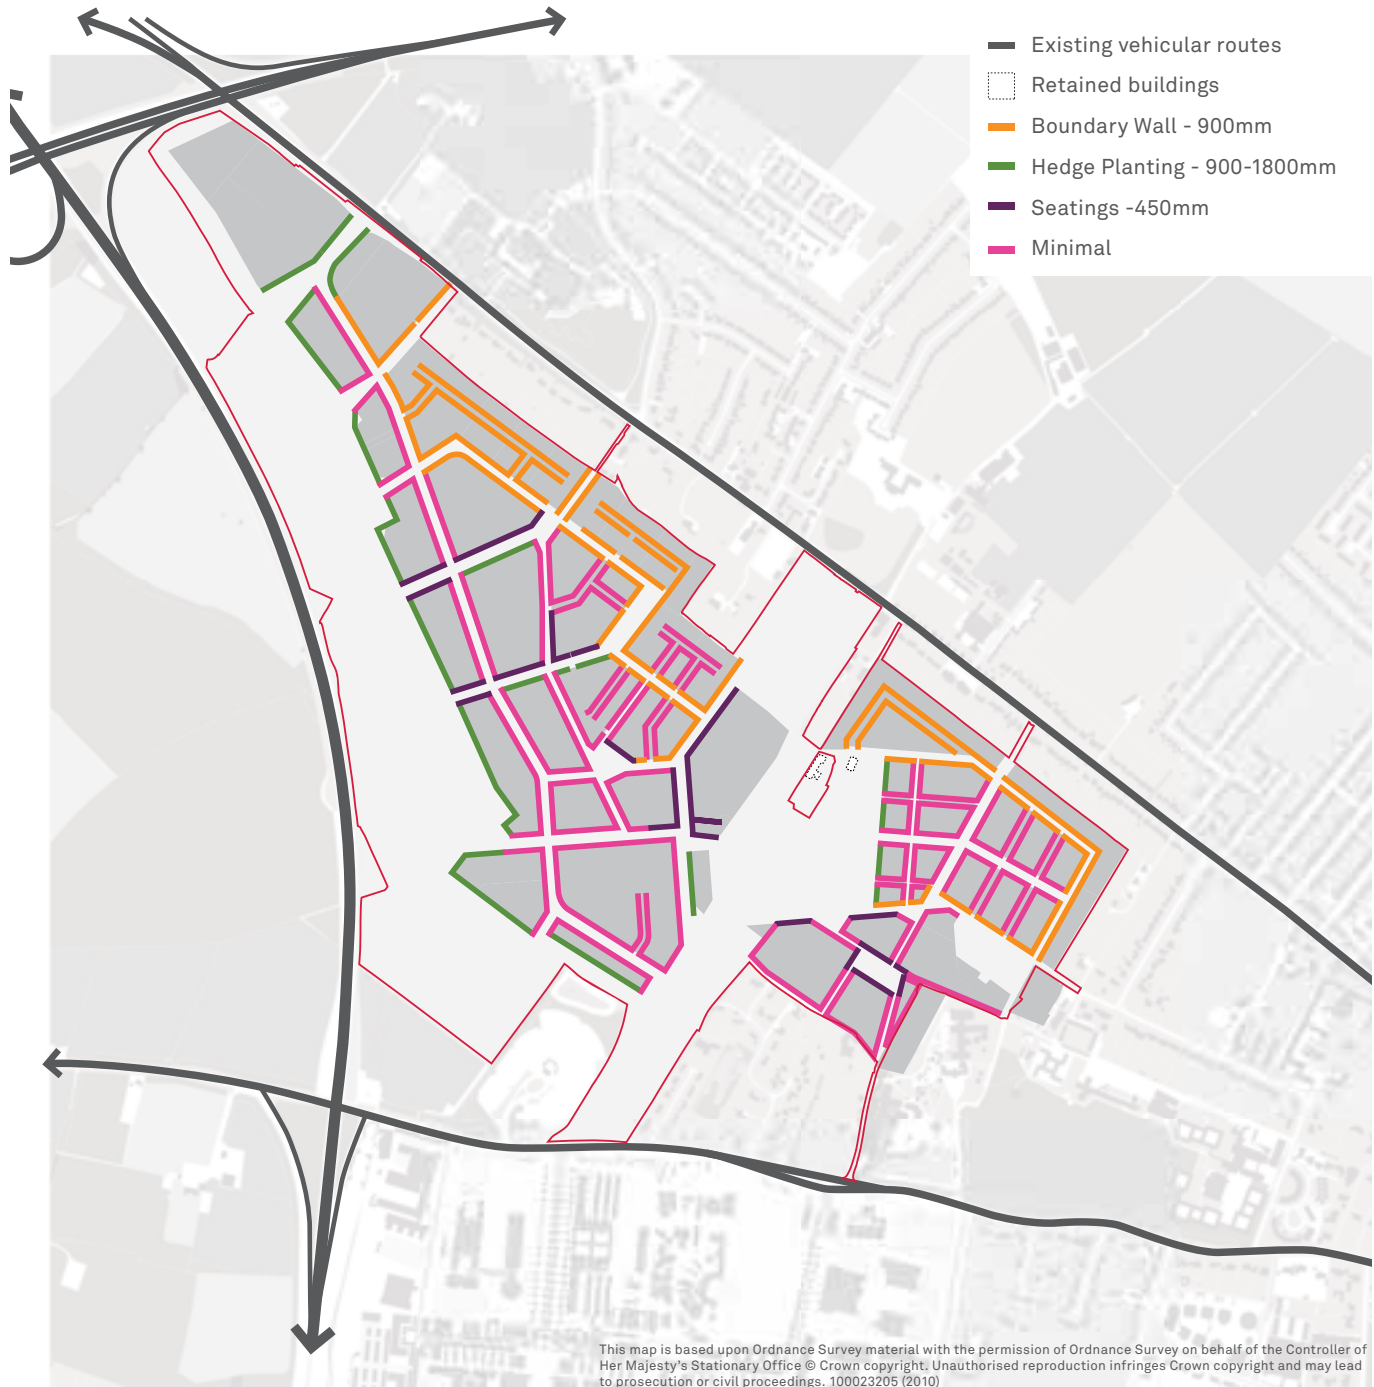 Existing vehicular routes
Retained buildings
Boundary Wall - 900mm
Hedge Planting - 900-1800mm
Seatings -450mm
Minimal
This map is based upon Ordnance Survey material with the permission of Ordnance Survey on behalf of the Controller of
Her Majesty's Stationary Office © Crown copyright. Unauthorised reproduction infringes Crown copyright and may lead
to prosecution or civil proceedings. 100023205 (2010)